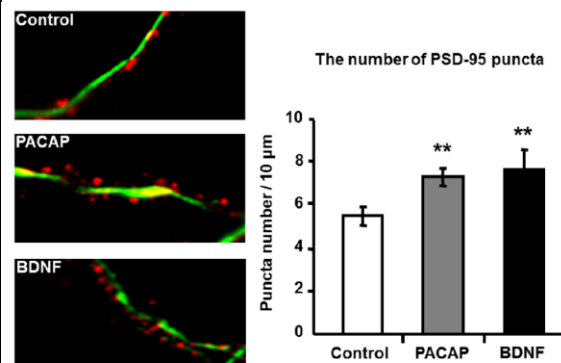 Control
PACAP
BDNF
The number of PSD-95 puncta
Puncta number / 10 µm
10
8
6
4
2
0
**
**
Control
PACAP
BDNF